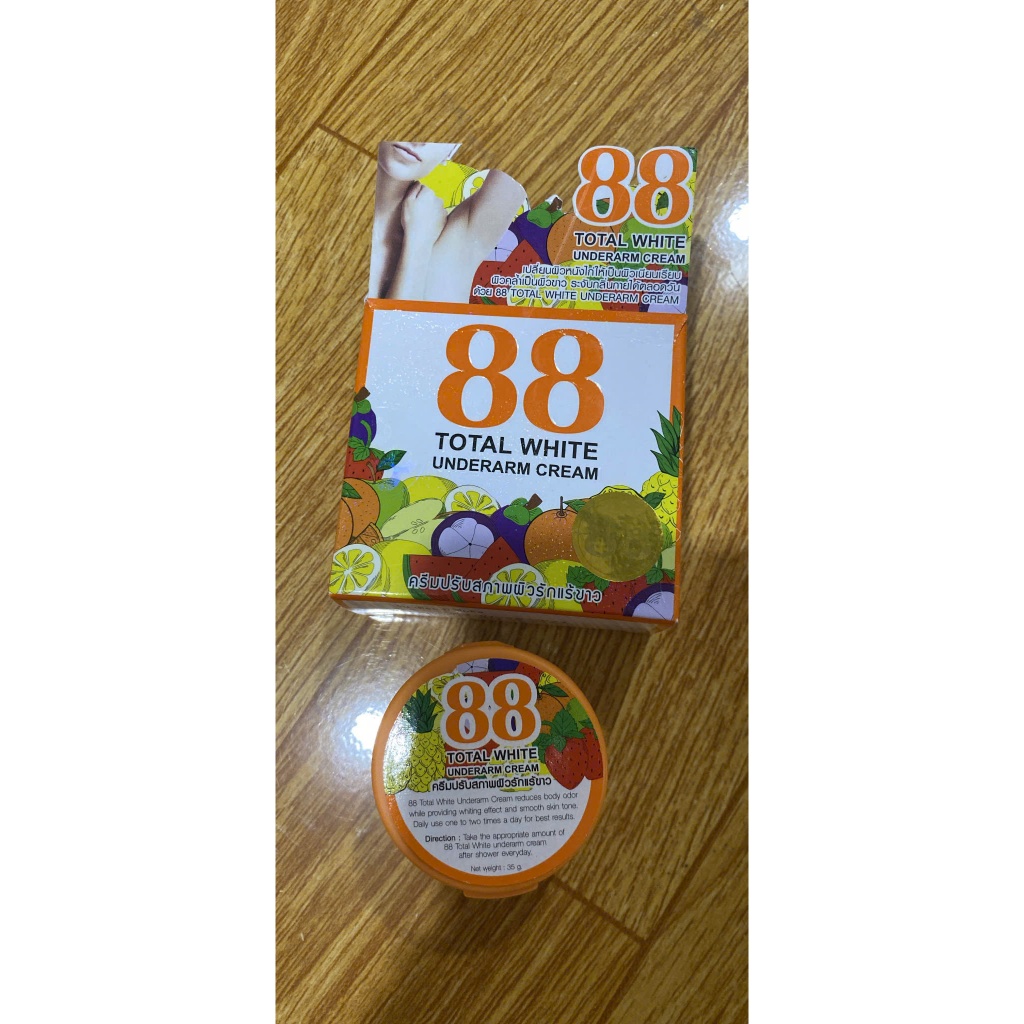 88
TOTAL WHITE
UNDERARM CREAM
เปลี่ยนผิวหนังไก่ให้เป็นผิวเนียนเรียบ
ผิวคล้ำเป็นผิวขาว ระงับกลิ่นกายได้ตลอดวัน
ด้วย 88 TOTAL WHITE UNDERARM CREAM
88
TOTAL WHITE
UNDERARM CREAM
ครีมปรับสภาพผิวรักแร้ขาว
88
TOTAL WHITE
UNDERARM CREAM
ครีมปรับสภาพผิวรักแร้ขาว
88 Total White Underarm Cream reduces body odor
while providing whiting effect and smooth skin tone.
Daily use one to two times a day for best results.
Direction : Take the appropriate amount of
88 Total White underarm cream
after shower everyday.
Net weight : 35 g.